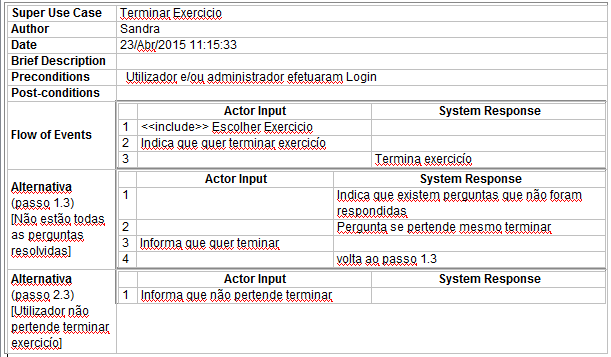 Super Use Case Terminar Exercicio
Author Sandra
Date 23/Abr/2015 11:15:33
Brief Description
Preconditions Utilizador e/ou administrador efetuaram Login
Post-conditions
Flow of Events
Actor Input System Response
1 <<include>> Escolher Exercicio
2 Indica que quer terminar exercicío
3 Termina exercicío
Alternativa
(passo 1.3)
[Não estão todas
as perguntas
resolvidas]
Actor Input System Response
1 Indica que existem perguntas que não foram
respondidas
2 Pergunta se pertende mesmo terminar
3 Informa que quer teminar
4 volta ao passo 1.3
Alternativa
(passo 2.3)
[Utilizador não
pertende terminar
exercicío]
Actor Input System Response
1 Informa que não pertende terminar